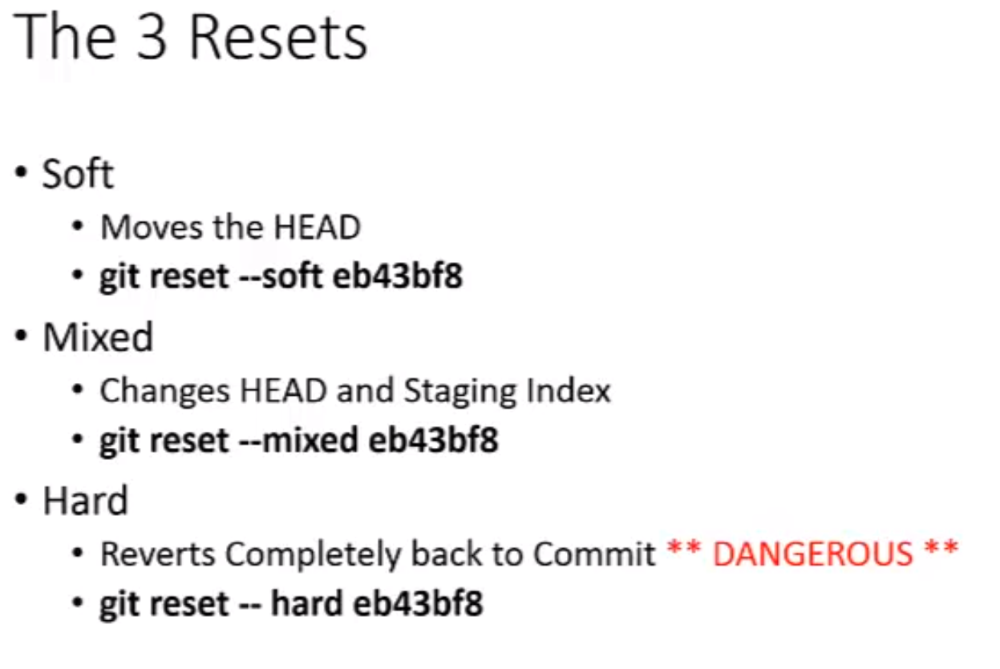 The 3 Resets
• Soft
• Moves the HEAD
• git reset --soft eb43bf8
• Mixed
• Changes HEAD and Staging Index
• git reset --mixed eb43bf8
• Hard
• Reverts Completely back to Commit ** DANGEROUS **
• git reset -- hard eb43bf8